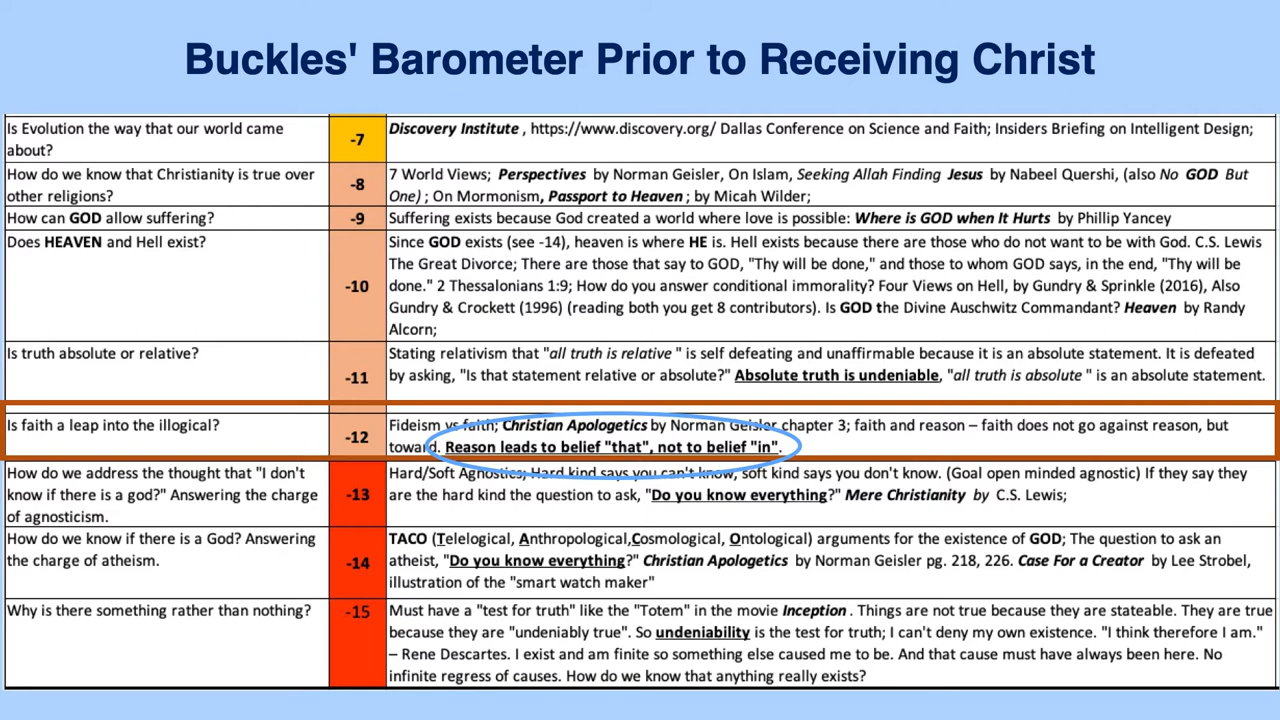 Buckles' Barometer Prior to Receiving Christ
Is Evolution the way that our world came
about?
-7
Discovery Institute , https://www.discovery.org/ Dallas Conference on Science and Faith; Insiders Briefing on Intelligent Design;
How do we know that Christianity is true over
other religions?
-8
7 World Views; Perspectives by Norman Geisler, On Islam, Seeking Allah Finding Jesus by Nabeel Quershi, (also No GOD But
One) ; On Mormonism, Passport to Heaven ; by Micah Wilder;
How can GOD allow suffering?
-9
Suffering exists because God created a world where love is possible: Where is GOD when It Hurts by Phillip Yancey
Does HEAVEN and Hell exist?
-10
Since GOD exists (see -14), heaven is where HE is. Hell exists because there are those who do not want to be with God. C.S. Lewis
The Great Divorce; There are those that say to GOD, "Thy will be done," and those to whom GOD says, in the end, "Thy will be
done." 2 Thessalonians 1:9; How do you answer conditional immorality? Four Views on Hell, by Gundry & Sprinkle (2016), Also
Gundry & Crockett (1996) (reading both you get 8 contributors). Is GOD the Divine Auschwitz Commandant? Heaven by Randy
Alcorn;
Is truth absolute or relative?
-11
Stating relativism that "all truth is relative " is self defeating and unaffirmable because it is an absolute statement. It is defeated
by asking, "Is that statement relative or absolute?" Absolute truth is undeniable, "all truth is absolute " is an absolute statement.
Is faith a leap into the illogical?
-12
Fideism vs faith; Christian Apologetics by Norman Geisler chapter 3; faith and reason – faith does not go against reason, but
toward. Reason leads to belief "that", not to belief "in".
How do we address the thought that "I don't
know if there is a god?" Answering the charge
of agnosticism.
-13
Hard/Soft Agnostics; Hard kind says you can't know, soft kind says you don't know. (Goal open minded agnostic) If they say they
are the hard kind the question to ask, "Do you know everything?" Mere Christianity by C.S. Lewis;
How do we know if there is a God? Answering
the charge of atheism.
-14
TACO (Telelogical, Anthropological,Cosmological, Ontological) arguments for the existence of GOD; The question to ask an
atheist, "Do you know everything?" Christian Apologetics by Norman Geisler pg. 218, 226. Case For a Creator by Lee Strobel,
illustration of the "smart watch maker"
Why is there something rather than nothing?
-15
Must have a "test for truth" like the "Totem" in the movie Inception . Things are not true because they are stateable. They are true
because they are "undeniably true". So undeniability is the test for truth; I can't deny my own existence. "I think therefore I am."
– Rene Descartes. I exist and am finite so something else caused me to be. And that cause must have always been here. No
infinite regress of causes. How do we know that anything really exists?